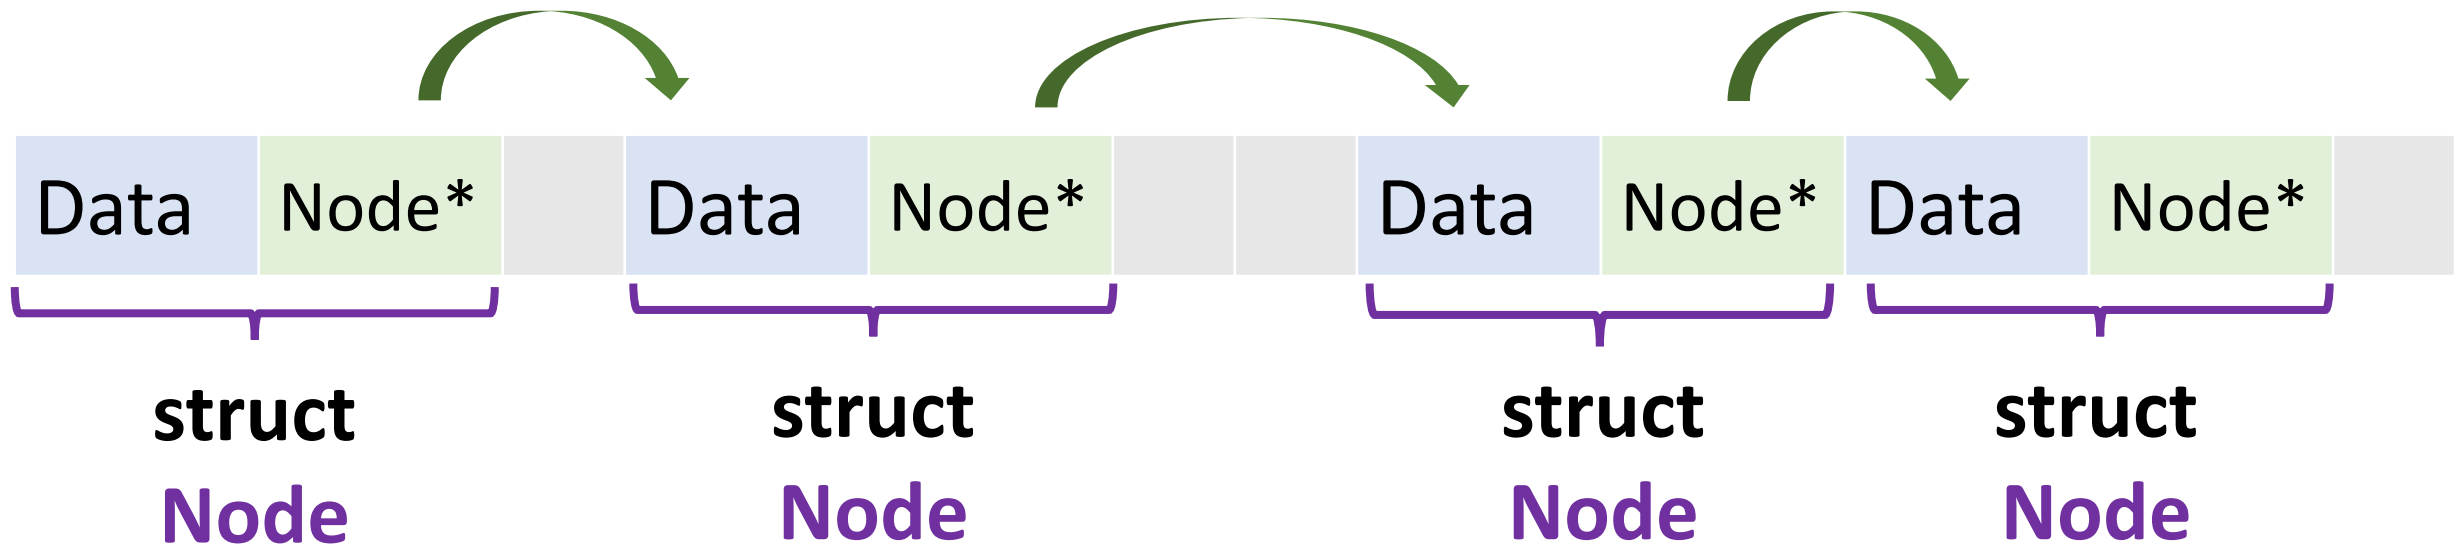 Data Node* Data Node* Data Node* Data Node*
struct struct struct struct
Node Node Node Node